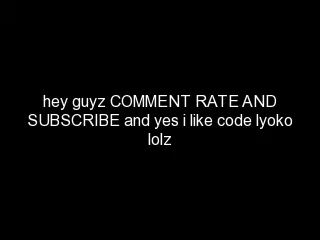 hey guyz COMMENT RATE AND
SUBSCRIBE and yes i like code lyoko
lolz